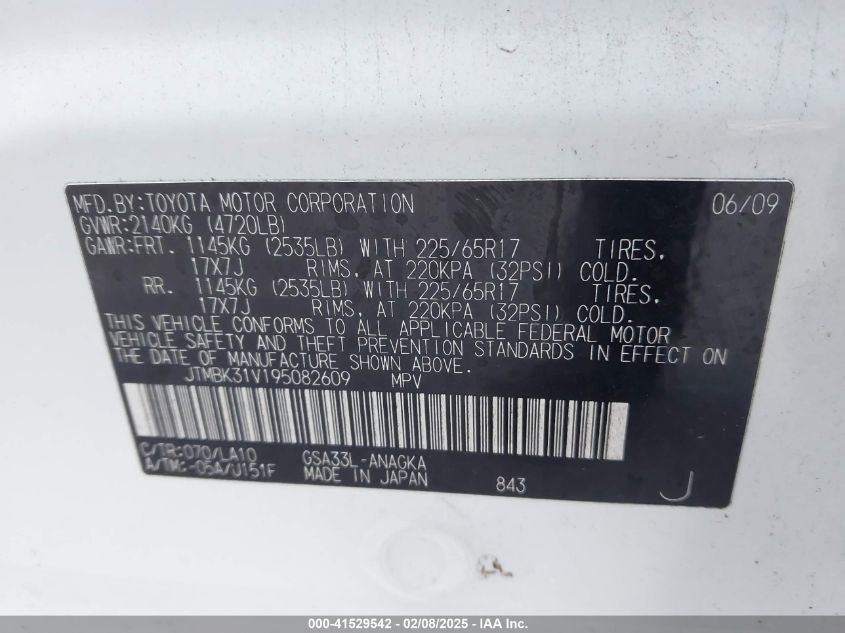 MFD.BY:TOYOTA MOTOR CORPORATION 06/09
GVWR:2140KG (4720LB)
GAWR:FRT. 1145KG (2535LB) WITH 225/65R17 TIRES,
17X7J RIMS, AT 220KPA (32PSI) COLD.
RR. 1145KG (2535LB) WITH 225/65R17 TIRES,
17X7J RIMS, AT 220KPA (32PSI) COLD.
THIS VEHICLE CONFORMS TO ALL APPLICABLE FEDERAL MOTOR
VEHICLE SAFETY AND THEFT PREVENTION STANDARDS IN EFFECT ON
THE DATE OF MANUFACTURE SHOWN ABOVE.
JTMBK31V195082609 MPV
C/TR:070/LA10 GSA33L-ANAGKA
A/TM:-05A/U151F MADE IN JAPAN 843 J
000-41529542 - 02/08/2025 - IAA Inc.